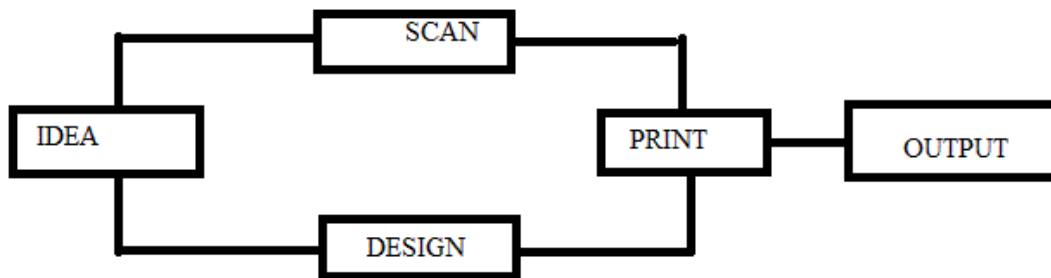 SCAN
IDEA
PRINT
OUTPUT
DESIGN